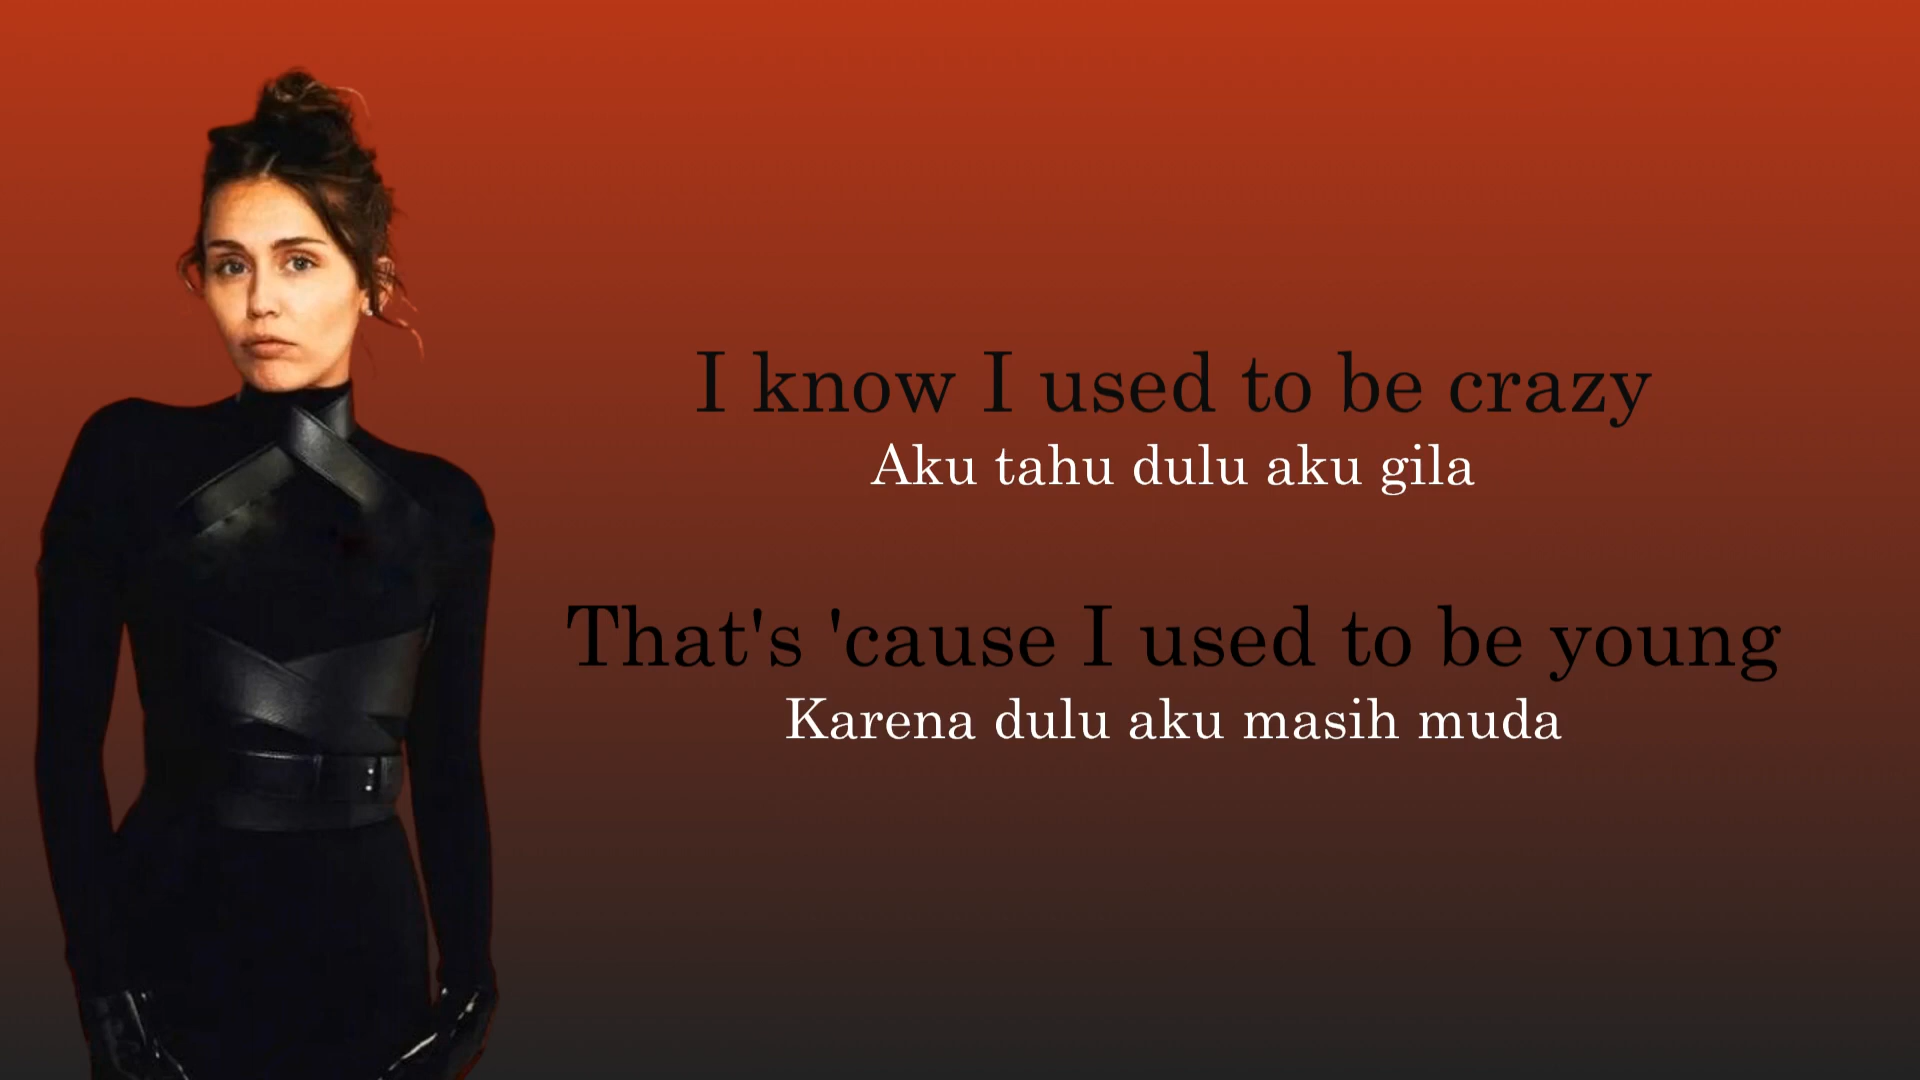 I know I used to be crazy
Aku tahu dulu aku gila
That's 'cause I used to be young
Karena dulu aku masih muda